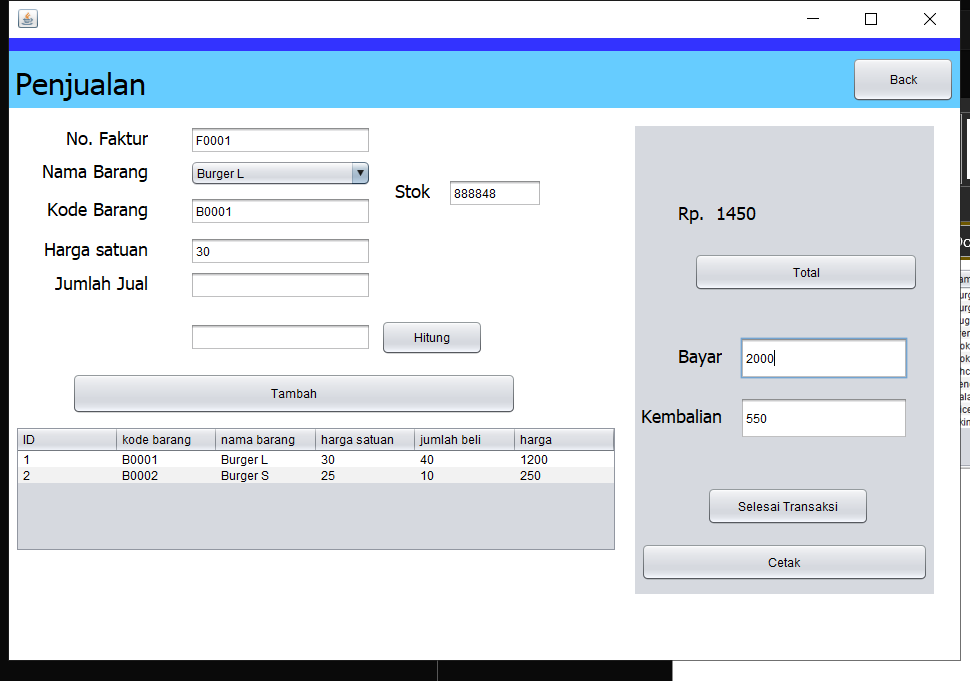 Penjualan
Back
No. Faktur F0001
Nama Barang Burger L
Stok 888848
Kode Barang B0001
Harga satuan 30
Jumlah Jual
Hitung
Tambah
ID kode barang nama barang harga satuan jumlah beli harga
1 B0001 Burger L 30 40 1200
2 B0002 Burger S 25 10 250
Rp. 1450
Total
Bayar 2000
Kembalian 550
Selesai Transaksi
Cetak